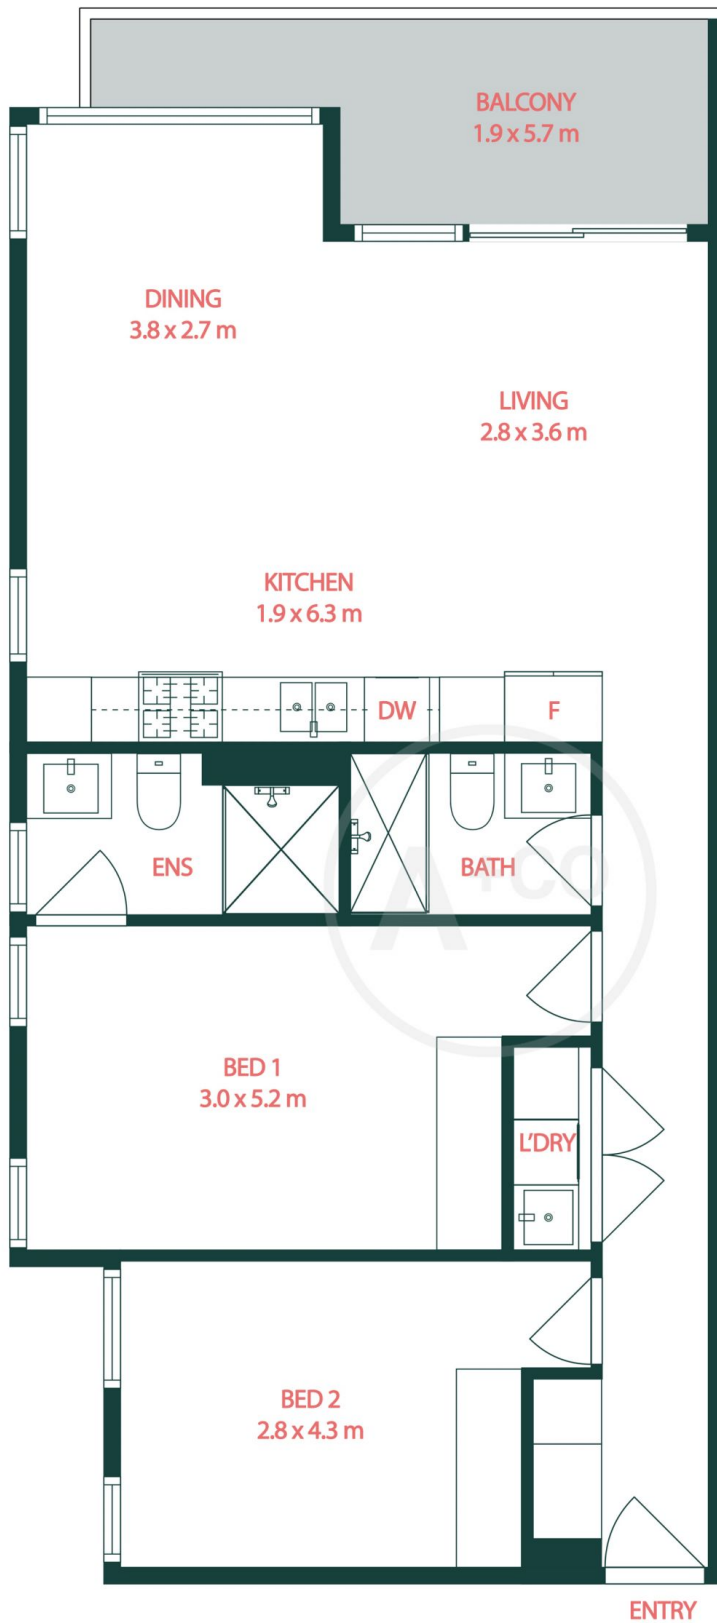 BALCONY
1.9 x 5.7 m
DINING
3.8 x 2.7 m
LIVING
2.8 x 3.6 m
KITCHEN
1.9 x 6.3 m
DW
F
ENS
BATH
A+CO
BED 1
3.0 x 5.2 m
L'DRY
BED 2
2.8 x 4.3 m
ENTRY